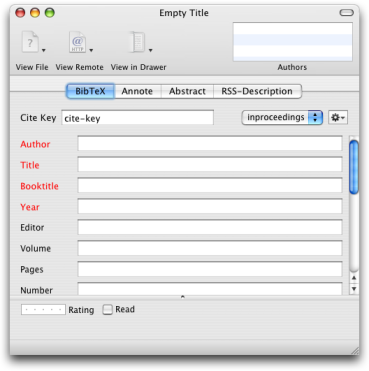 Empty Title
?
@
HTTP
View File View Remote View in Drawer Authors
BibTeX Annote Abstract RSS-Description
Cite Key cite-key inproceedings
Author
Title
Booktitle
Year
Editor
Volume
Pages
Number
Rating Read